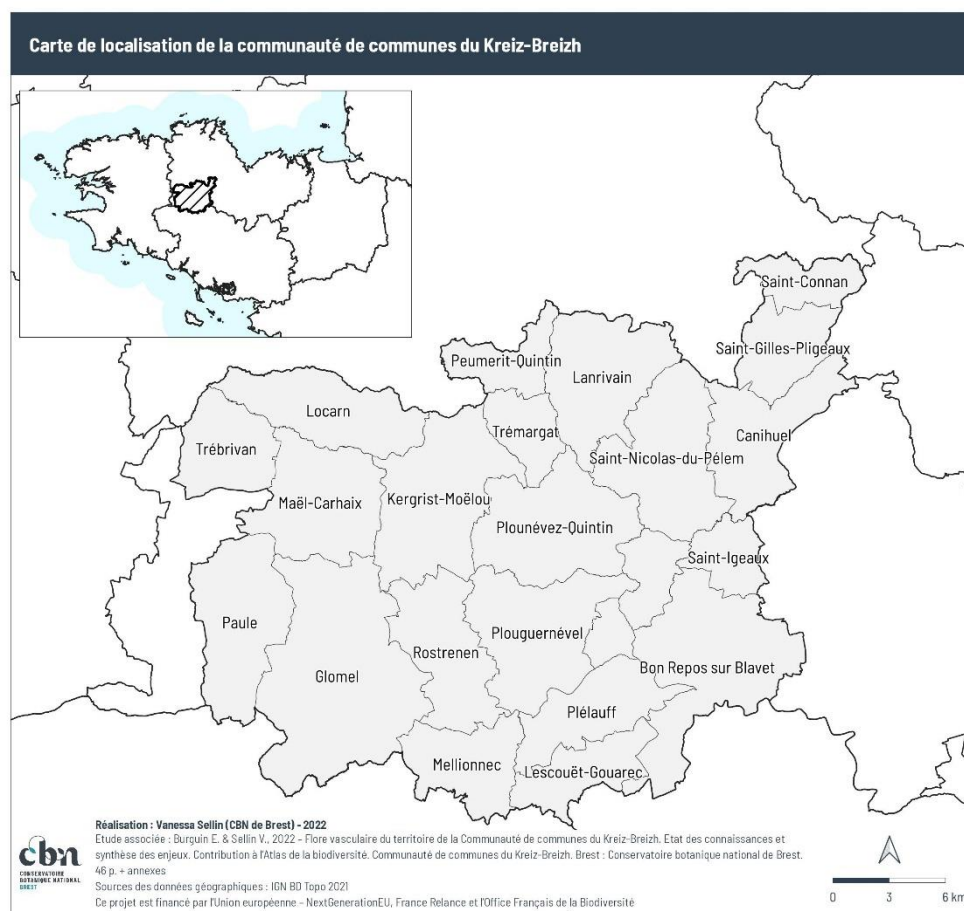 Carte de localisation de la communauté de communes du Kreiz-Breizh
Saint-Connan
Saint-Gilles-Pligeaux
Peumerit-Quintin
Lanrivain
Locarn
Trémargat
Canihuel
Trébrivan
Saint-Nicolas-du-Pélem
Maël-Carhaix
Kergrist-Moëlou
Plounévez-Quintin
Saint-Igeaux
Paule
Rostrenen
Plouguernével
Glomel
Bon Repos sur Blavet
Plélauff
Mellionnec
Lescouët-Gouarec
Réalisation : Vanessa Sellin (CBN de Brest) - 2022
Etude associée : Burguin E. & Sellin V., 2022 – Flore vasculaire du territoire de la Communauté de communes du Kreiz-Breizh. Etat des connaissances et
synthèse des enjeux. Contribution à l'Atlas de la biodiversité. Communauté de communes du Kreiz-Breizh. Brest : Conservatoire botanique national de Brest.
46 p. + annexes
Sources des données géographiques : IGN BD Topo 2021
Ce projet est financé par l'Union européenne – NextGenerationEU, France Relance et l'Office Français de la Biodiversité
cbn
CONSERVATOIRE
BOTANIQUE NATIONAL
BREST
0 3 6 km